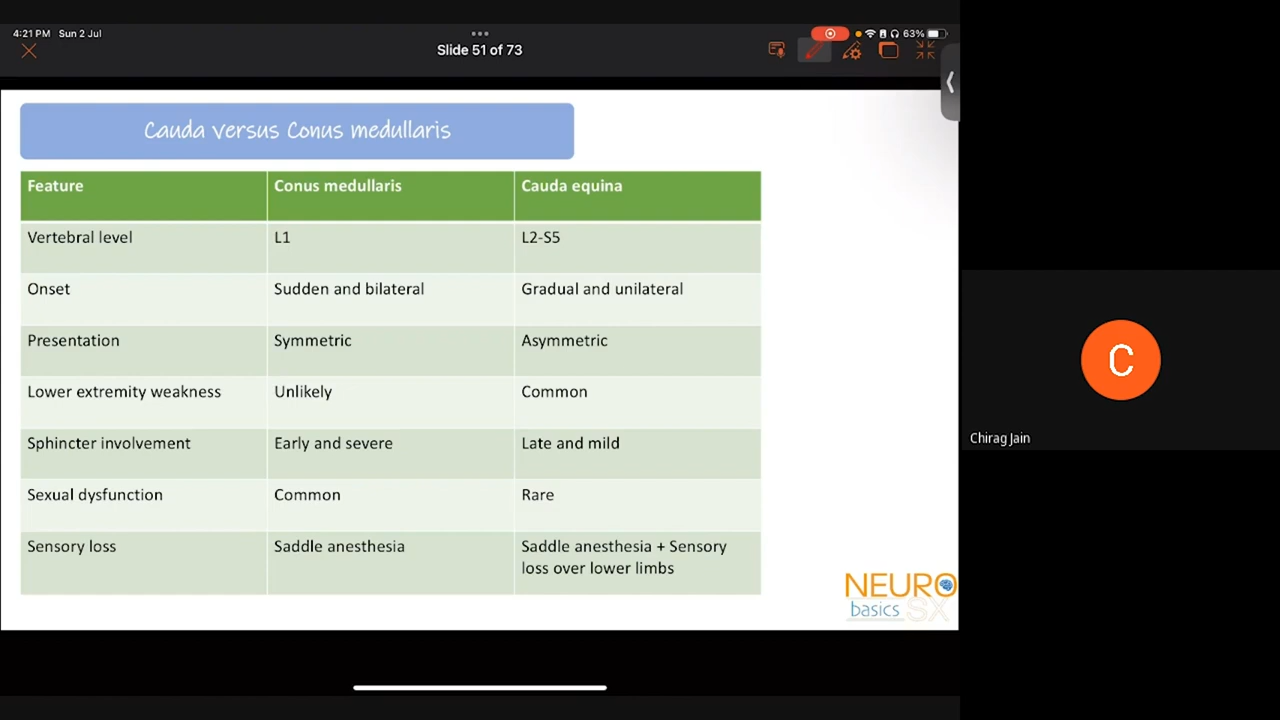 4:21 PM Sun 2 Jul
63%
Slide 51 of 73
Cauda versus Conus medullaris
Feature Conus medullaris Cauda equina
Vertebral level L1 L2-S5
Onset Sudden and bilateral Gradual and unilateral
Presentation Symmetric Asymmetric
Lower extremity weakness Unlikely Common
Sphincter involvement Early and severe Late and mild
Sexual dysfunction Common Rare
Sensory loss Saddle anesthesia Saddle anesthesia + Sensory
loss over lower limbs
NEURO
basics SX
C
Chirag Jain